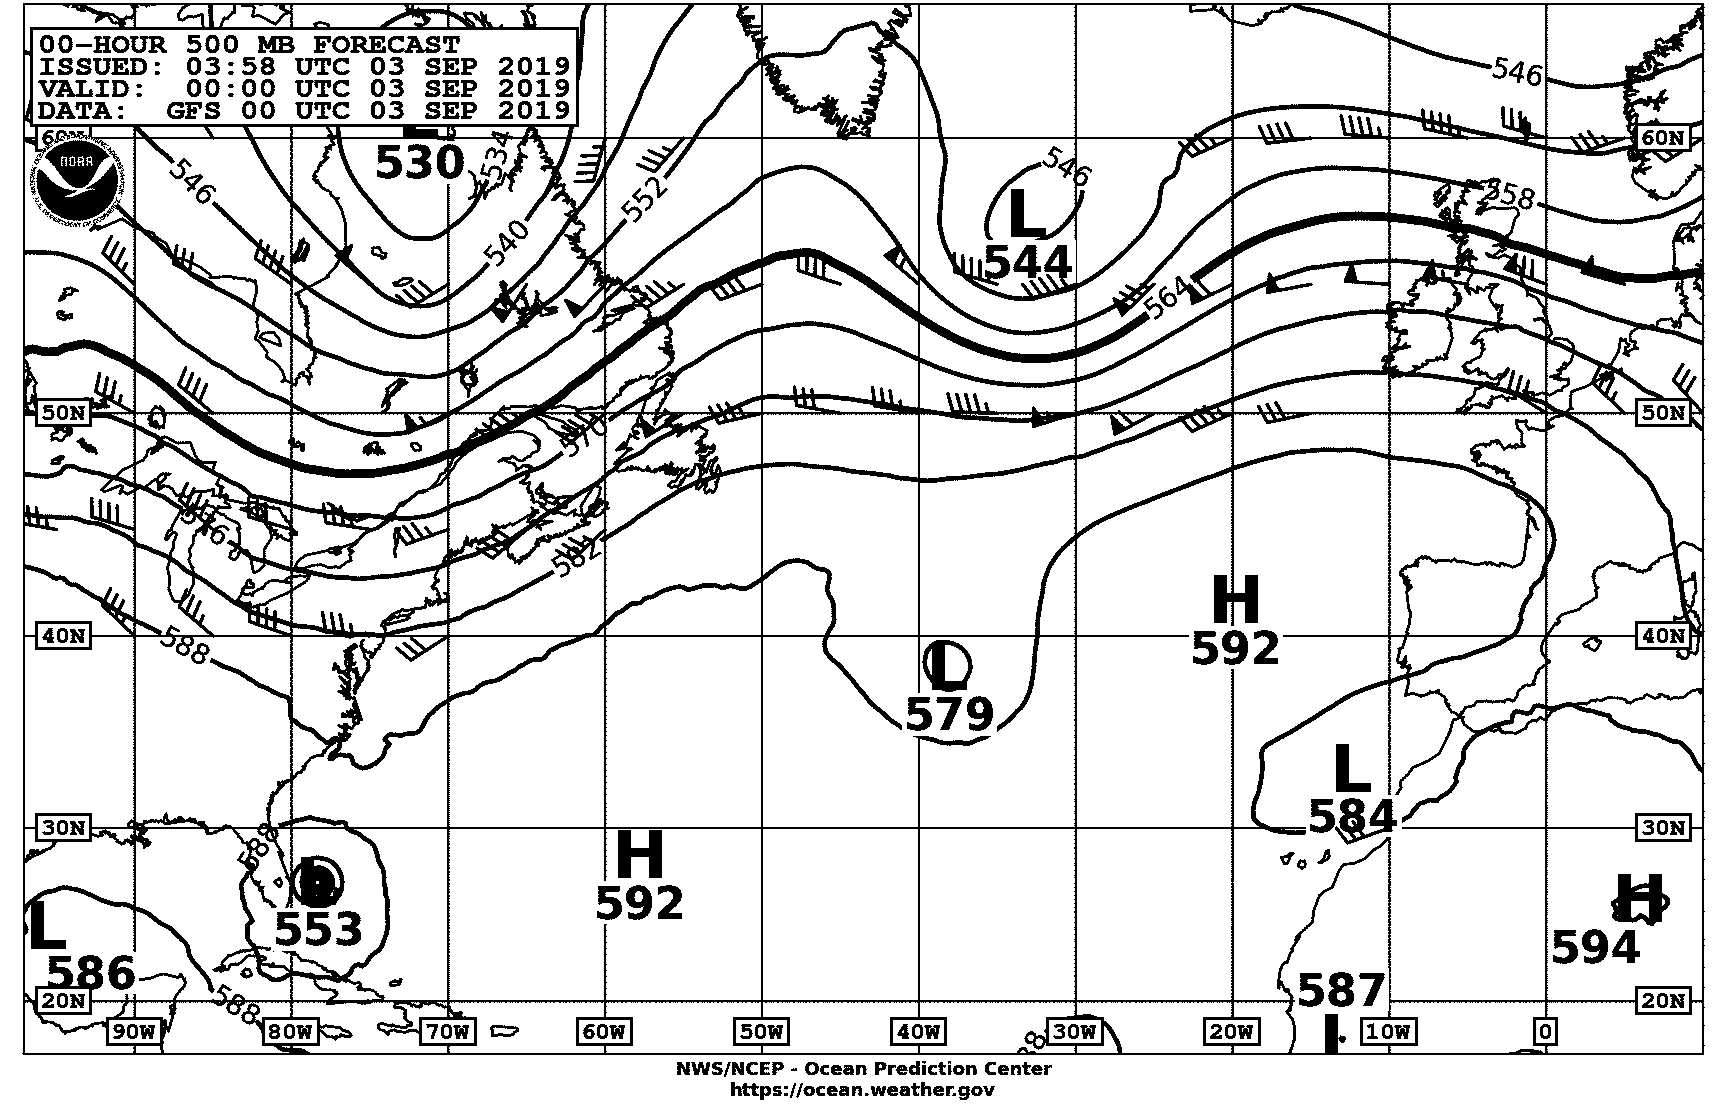 00-HOUR 500 MB FORECAST
ISSUED: 03:58 UTC 03 SEP 2019
VALID: 00:00 UTC 03 SEP 2019
DATA: GFS 00 UTC 03 SEP 2019
546
60N
60N
NOAA
530
534
546
546
552
558
L
540
544
564
50N
50N
570
576
582
H
592
40N
40N
588
L
579
L
584
30N
30N
588
H
592
L
553
H
594
L
586
587
20N
20N
588
90W
80W
70W
60W
50W
40W
30W
20W
10W
0
NWS/NCEP - Ocean Prediction Center
https://ocean.weather.gov